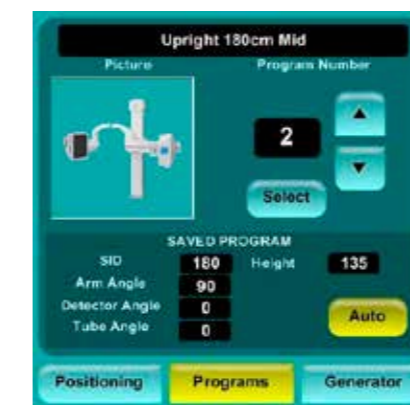 Upright 180cm Mid
Picture Program Number
2
Select
SAVED PROGRAM
SID 180 Height 135
Arm Angle 90
Detector Angle 0
Tube Angle 0
Auto
Positioning Programs Generator